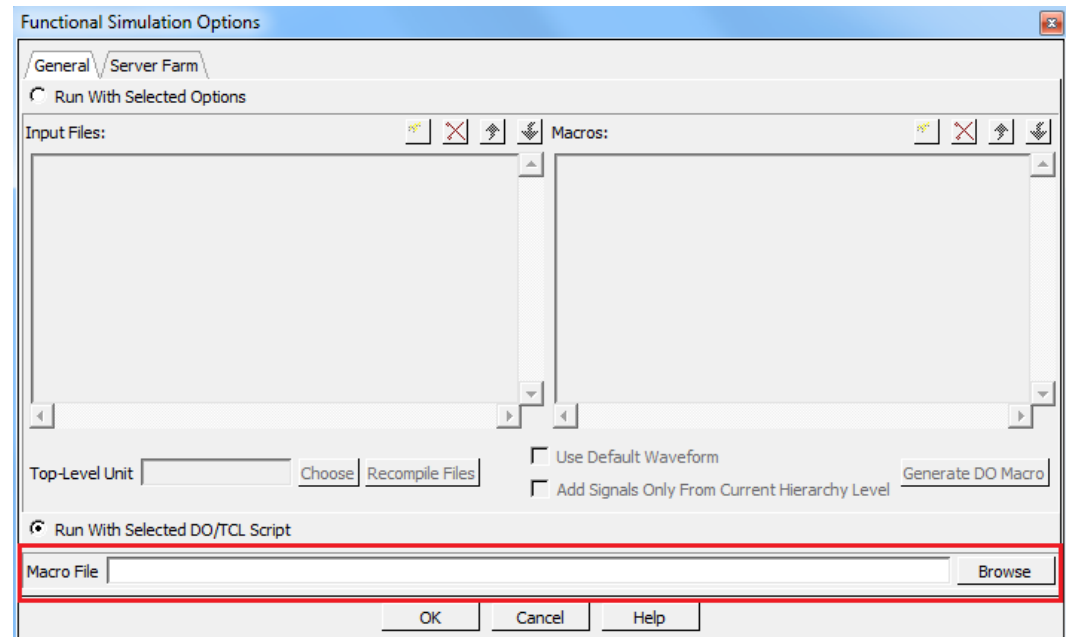 Functional Simulation Options
General Server Farm
Run With Selected Options
Input Files: Macros:
Use Default Waveform
Top-Level Unit Choose Recompile Files Generate DO Macro
Add Signals Only From Current Hierarchy Level
Run With Selected DO/TCL Script
Macro File Browse
OK Cancel Help